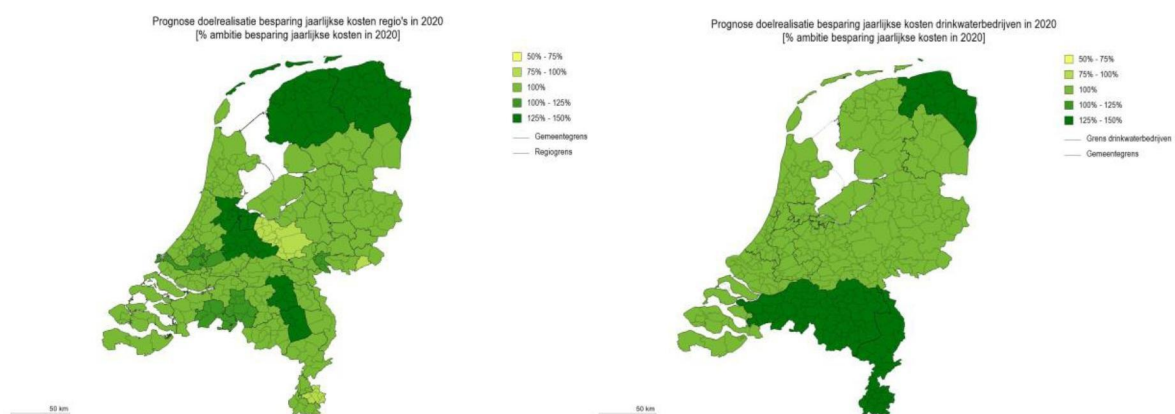 Prognose doelrealisatie besparing jaarlijkse kosten regio's in 2020
[% ambitie besparing jaarlijkse kosten in 2020]
50% - 75%
75% - 100%
100%
100% - 125%
125% - 150%
Gemeentegrens
Regiogrens
50 km
Prognose doelrealisatie besparing jaarlijkse kosten drinkwaterbedrijven in 2020
[% ambitie besparing jaarlijkse kosten in 2020]
50% - 75%
75% - 100%
100%
100% - 125%
125% - 150%
Grens drinkwaterbedrijven
Gemeentegrens
50 km